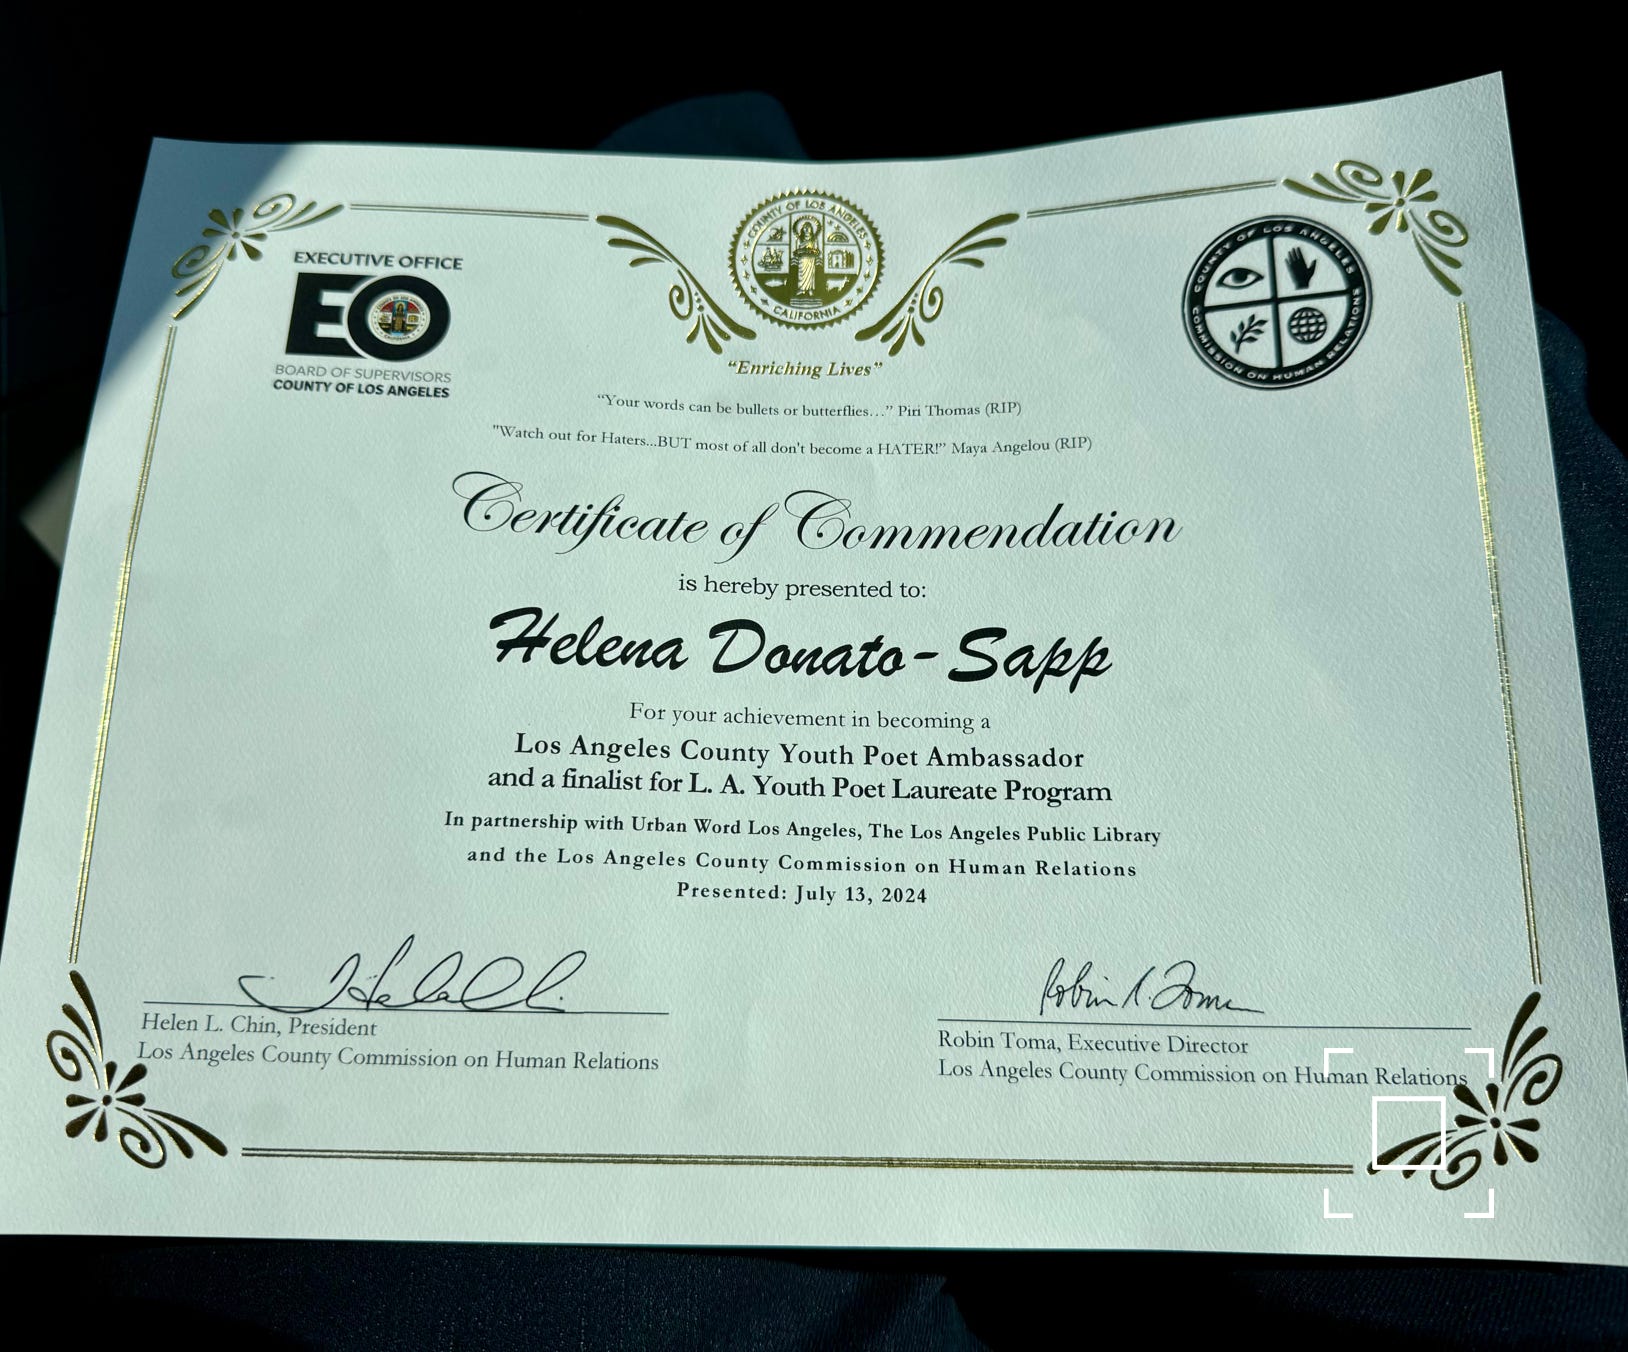 EXECUTIVE OFFICE
EO
BOARD OF SUPERVISORS
COUNTY OF LOS ANGELES
COUNTY OF LOS ANGELES
CALIFORNIA
"Enriching Lives"
COUNTY OF LOS ANGELES
COMMISSION ON HUMAN RELATIONS
“Your words can be bullets or butterflies…” Piri Thomas (RIP)
"Watch out for Haters...BUT most of all don't become a HATER!” Maya Angelou (RIP)
Certificate of Commendation
is hereby presented to:
Helena Donato-Sapp
For your achievement in becoming a
Los Angeles County Youth Poet Ambassador
and a finalist for L. A. Youth Poet Laureate Program
In partnership with Urban Word Los Angeles, The Los Angeles Public Library
and the Los Angeles County Commission on Human Relations
Presented: July 13, 2024
Robin S. Toma
Helen L. Chin, President
Los Angeles County Commission on Human Relations
Robin Toma, Executive Director
Los Angeles County Commission on Human Relations